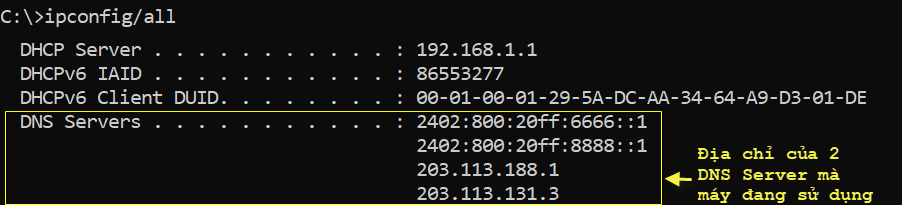 C:\>ipconfig/all
DHCP Server . . . . . . . . . . . : 192.168.1.1
DHCPv6 IAID . . . . . . . . . . . : 86553277
DHCPv6 Client DUID. . . . . . . . : 00-01-00-01-29-5A-DC-AA-34-64-A9-D3-01-DE
DNS Servers . . . . . . . . . . . : 2402:800:20ff:6666::1
2402:800:20ff:8888::1
203.113.188.1
203.113.131.3
Địa chỉ của 2
DNS Server mà
máy đang sử dụng